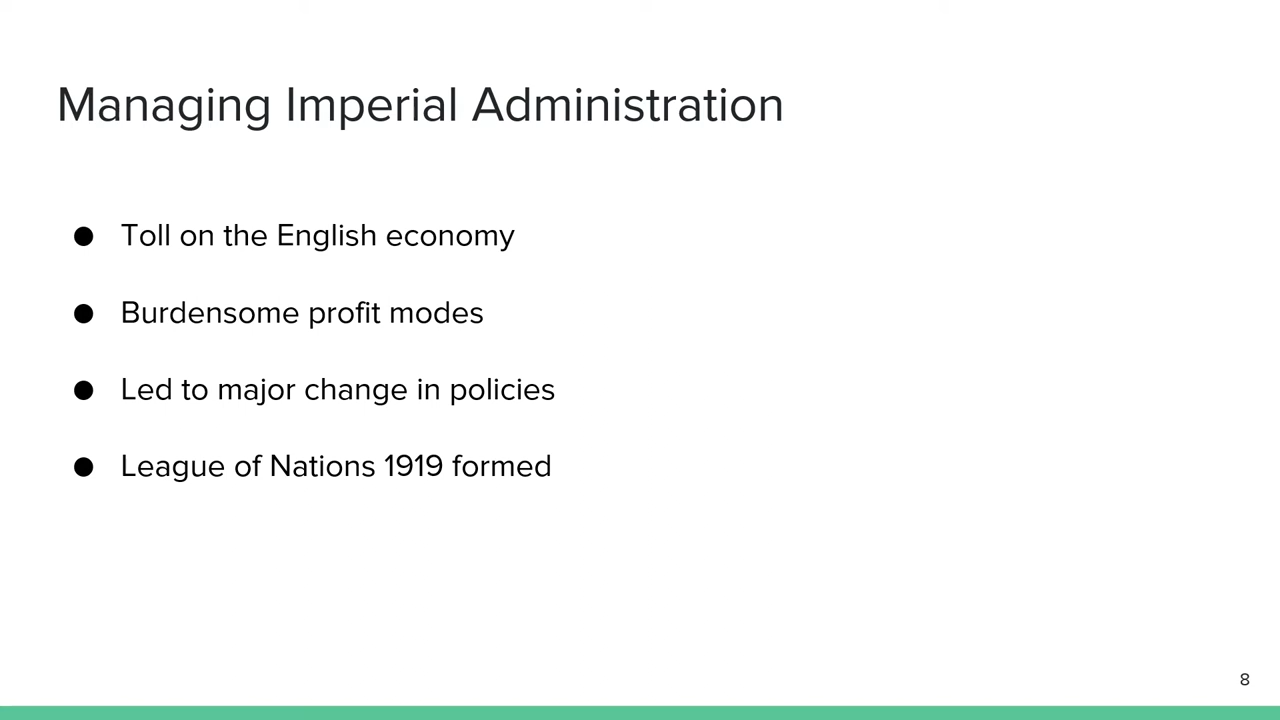 Managing Imperial Administration
● Toll on the English economy
● Burdensome profit modes
● Led to major change in policies
● League of Nations 1919 formed
8